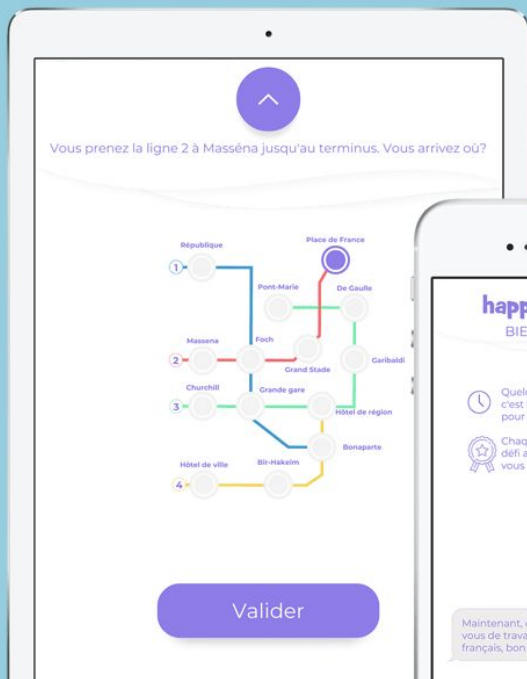 Vous prenez la ligne 2 à Masséna jusqu'au terminus. Vous arrivez où?
République
Place de France
1
Pont-Marie
De Gaulle
Massena
Foch
2
Grand Stade
Garibaldi
Churchill
Grande gare
3
Hôtel de région
Bonaparte
Hôtel de ville
Bir-Hakeim
4
Valider
happ
BIE
Quelq
c'est
pour
Chaq
défi a
vous
Maintenant,
vous de trava
français, bon